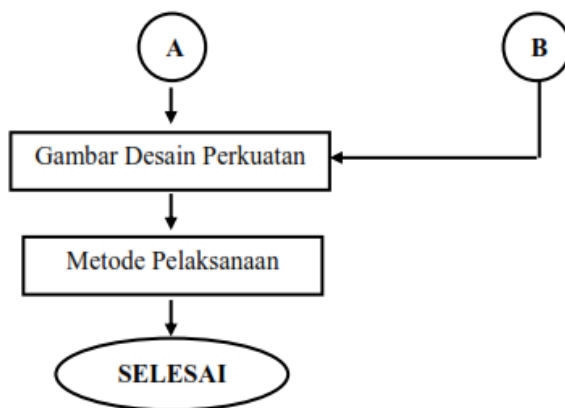 A
B
Gambar Desain Perkuatan
Metode Pelaksanaan
SELESAI